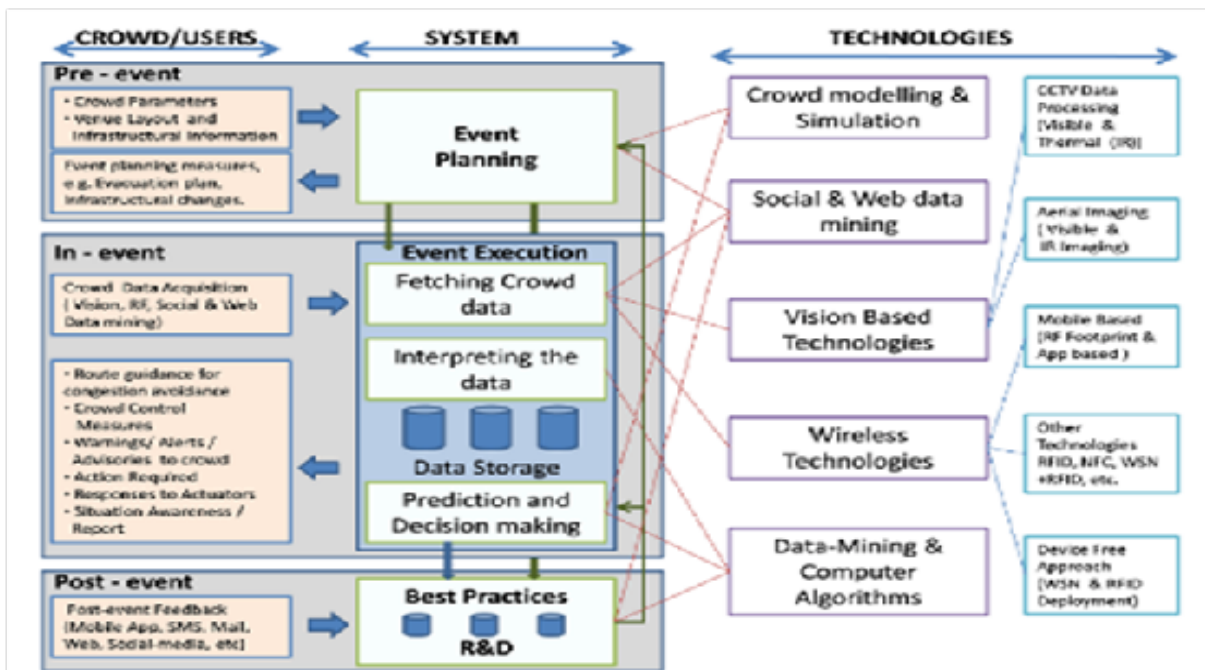 CROWD/USERS
SYSTEM
TECHNOLOGIES
Pre - event
• Crowd Parameters
• Venue Layout and
Infrastructural Information
Event planning measures,
e.g. Evacuation plan,
Infrastructural changes.
Event
Planning
In - event
Crowd Data Acquisition
( Vision, RF, Social & Web
Data mining)
• Route guidance for
congestion avoidance
• Crowd Control
Measures
• Warnings/ Alerts /
Advisories to crowd
• Action Required
• Responses to Actuators
• Situation Awareness /
Report
Event Execution
Fetching Crowd
data
Interpreting the
data
Data Storage
Prediction and
Decision making
Post - event
Post-event Feedback
(Mobile App, SMS, Mail,
Web, Social-media, etc)
Best Practices
R&D
Crowd modelling &
Simulation
Social & Web data
mining
Vision Based
Technologies
Wireless
Technologies
Data-Mining &
Computer
Algorithms
CCTV Data
Processing
(Visible &
Thermal (IR))
Aerial Imaging
( Visible &
IR Imaging)
Mobile Based
(RF Footprint &
App based )
Other
Technologies
RFID, NFC, WSN
+RFID, etc.
Device Free
Approach
(WSN & RFID
Deployment)